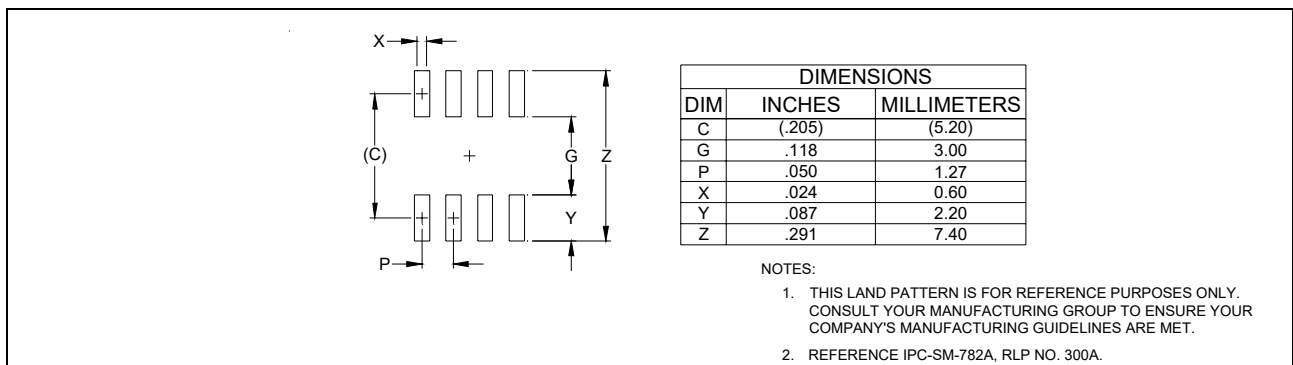 X
(C)
G
Z
Y
P
DIMENSIONS
DIM INCHES MILLIMETERS
C (.205) (5.20)
G .118 3.00
P .050 1.27
X .024 0.60
Y .087 2.20
Z .291 7.40
NOTES:
1. THIS LAND PATTERN IS FOR REFERENCE PURPOSES ONLY.
CONSULT YOUR MANUFACTURING GROUP TO ENSURE YOUR
COMPANY'S MANUFACTURING GUIDELINES ARE MET.
2. REFERENCE IPC-SM-782A, RLP NO. 300A.